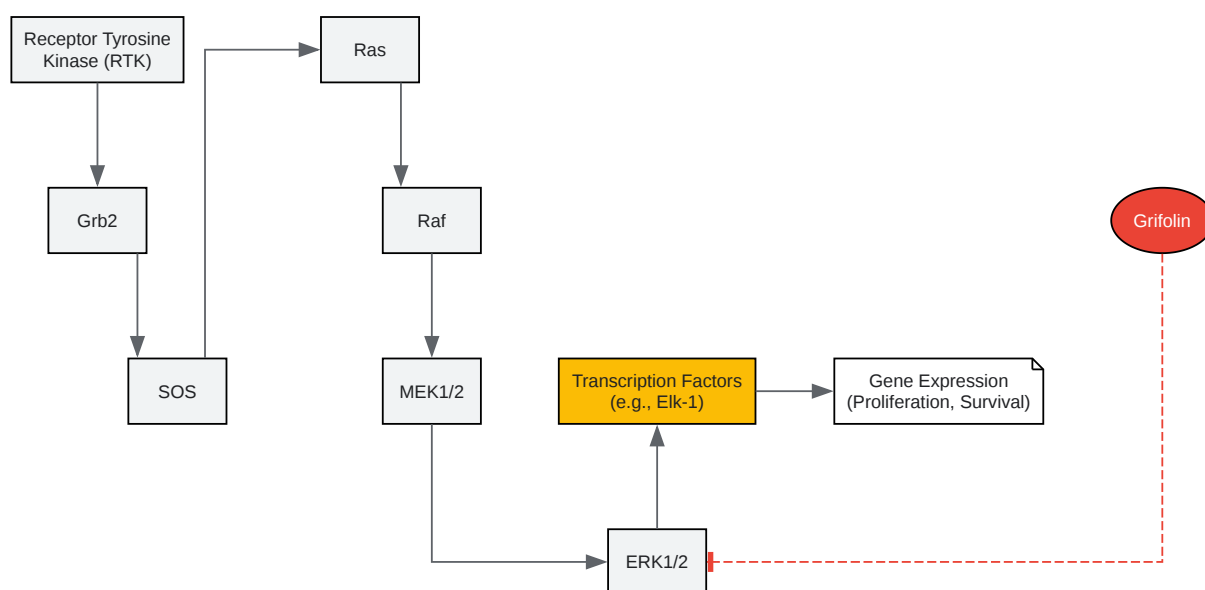 Receptor Tyrosine
Kinase (RTK)
Ras
Grb2
Raf
Grifolin
SOS
MEK1/2
Transcription Factors
(e.g., Elk-1)
Gene Expression
(Proliferation, Survival)
ERK1/2